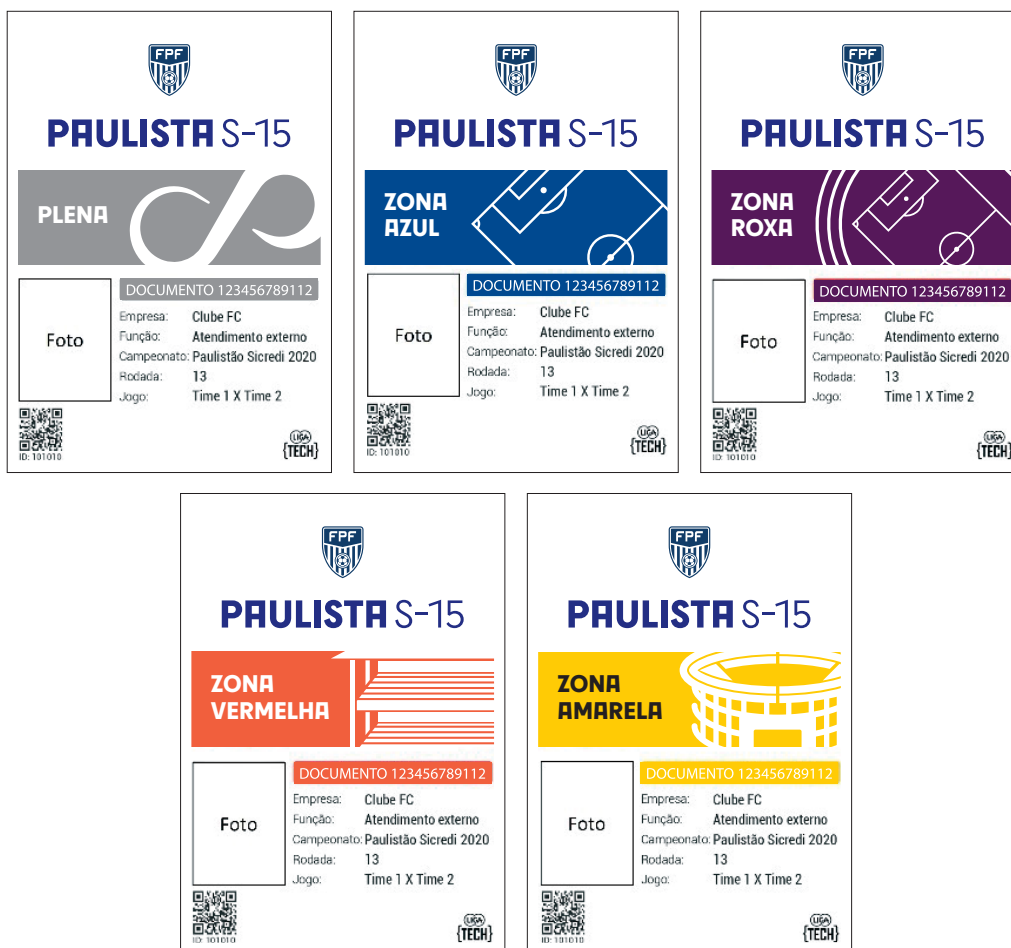 FPF
PAULISTA S-15
PLENA
DOCUMENTO 123456789112
Foto
Empresa: Clube FC
Função: Atendimento externo
Campeonato: Paulistão Sicredi 2020
Rodada: 13
Jogo: Time 1 X Time 2
ID: 101010
LIGA
{TECH}
FPF
PAULISTA S-15
ZONA
AZUL
DOCUMENTO 123456789112
Foto
Empresa: Clube FC
Função: Atendimento externo
Campeonato: Paulistão Sicredi 2020
Rodada: 13
Jogo: Time 1 X Time 2
ID: 101010
LIGA
{TECH}
FPF
PAULISTA S-15
ZONA
ROXA
DOCUMENTO 123456789112
Foto
Empresa: Clube FC
Função: Atendimento externo
Campeonato: Paulistão Sicredi 2020
Rodada: 13
Jogo: Time 1 X Time 2
ID: 101010
LIGA
{TECH}
FPF
PAULISTA S-15
ZONA
VERMELHA
DOCUMENTO 123456789112
Foto
Empresa: Clube FC
Função: Atendimento externo
Campeonato: Paulistão Sicredi 2020
Rodada: 13
Jogo: Time 1 X Time 2
ID: 101010
LIGA
{TECH}
FPF
PAULISTA S-15
ZONA
AMARELA
DOCUMENTO 123456789112
Foto
Empresa: Clube FC
Função: Atendimento externo
Campeonato: Paulistão Sicredi 2020
Rodada: 13
Jogo: Time 1 X Time 2
ID: 101010
LIGA
{TECH}